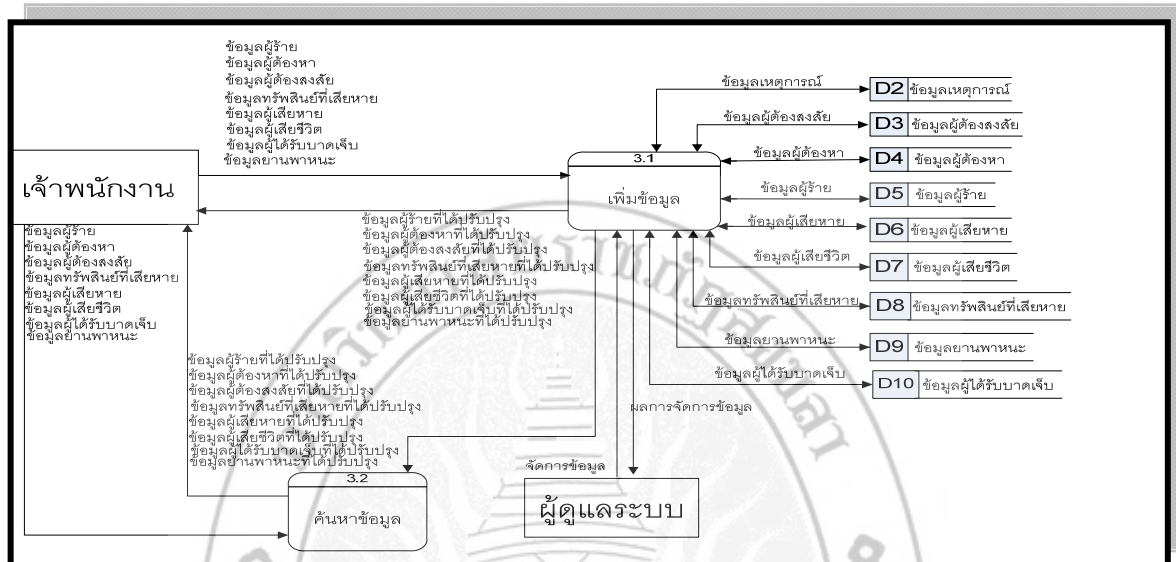 ข้อมูลผู้ร้าย
ข้อมูลผู้ต้องหา
ข้อมูลผู้ต้องสงสัย
ข้อมูลทรัพสินย์ที่เสียหาย
ข้อมูลผู้เสียหาย
ข้อมูลผู้เสียชีวิต
ข้อมูลผู้ได้รับบาดเจ็บ
ข้อมูลยานพาหนะ
เจ้าพนักงาน
ข้อมูลผู้ร้าย
ข้อมูลผู้ต้องหา
ข้อมูลผู้ต้องสงสัย
ข้อมูลทรัพสินย์ที่เสียหาย
ข้อมูลผู้เสียหาย
ข้อมูลผู้เสียชีวิต
ข้อมูลผู้ได้รับบาดเจ็บ
ข้อมูลยานพาหนะ
3.1
เพิ่มข้อมูล
ข้อมูลผู้ร้ายที่ได้ปรับปรุง
ข้อมูลผู้ต้องหาที่ได้ปรับปรุง
ข้อมูลผู้ต้องสงสัยที่ได้ปรับปรุง
ข้อมูลทรัพสินย์ที่เสียหายที่ได้ปรับปรุง
ข้อมูลผู้เสียหายที่ได้ปรับปรุง
ข้อมูลผู้เสียชีวิตที่ได้ปรับปรุง
ข้อมูลผู้ได้รับบาดเจ็บที่ได้ปรับปรุง
ข้อมูลยานพาหนะที่ได้ปรับปรุง
ข้อมูลเหตุการณ์
D2 ข้อมูลเหตุการณ์
ข้อมูลผู้ต้องสงสัย
D3 ข้อมูลผู้ต้องสงสัย
ข้อมูลผู้ต้องหา
D4 ข้อมูลผู้ต้องหา
ข้อมูลผู้ร้าย
D5 ข้อมูลผู้ร้าย
ข้อมูลผู้เสียหาย
D6 ข้อมูลผู้เสียหาย
ข้อมูลผู้เสียชีวิต
D7 ข้อมูลผู้เสียชีวิต
ข้อมูลทรัพสินย์ที่เสียหาย
D8 ข้อมูลทรัพสินย์ที่เสียหาย
ข้อมูลยานพาหนะ
D9 ข้อมูลยานพาหนะ
ข้อมูลผู้ได้รับบาดเจ็บ
D10 ข้อมูลผู้ได้รับบาดเจ็บ
ข้อมูลผู้ร้ายที่ได้ปรับปรุง
ข้อมูลผู้ต้องหาที่ได้ปรับปรุง
ข้อมูลผู้ต้องสงสัยที่ได้ปรับปรุง
ข้อมูลทรัพสินย์ที่เสียหายที่ได้ปรับปรุง
ข้อมูลผู้เสียหายที่ได้ปรับปรุง
ข้อมูลผู้เสียชีวิตที่ได้ปรับปรุง
ข้อมูลผู้ได้รับบาดเจ็บที่ได้ปรับปรุง
ข้อมูลยานพาหนะที่ได้ปรับปรุง
ผลการจัดการข้อมูล
จัดการข้อมูล
3.2
ค้นหาข้อมูล
ผู้ดูแลระบบ